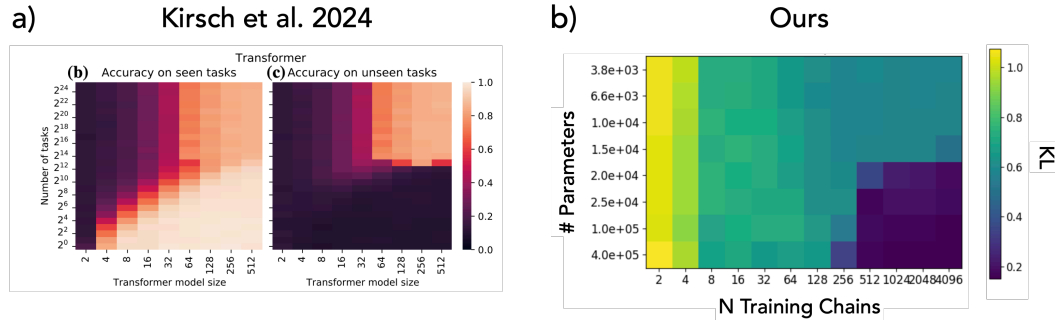 a) Kirsch et al. 2024
Transformer
(b) Accuracy on seen tasks
(c) Accuracy on unseen tasks
Number of tasks
2^24
2^22
2^20
2^18
2^16
2^14
2^12
2^10
2^8
2^6
2^4
2^2
2^0
2 4 8 16 32 64 128 256 512
Transformer model size
2 4 8 16 32 64 128 256 512
Transformer model size
1.0
0.8
0.6
0.4
0.2
0.0
b) Ours
# Parameters
3.8e+03
6.6e+03
1.0e+04
1.5e+04
2.0e+04
2.5e+04
1.0e+05
4.0e+05
2 4 8 16 32 64 128 256 512 1024 2048 4096
N Training Chains
1.0
0.8
0.6
0.4
0.2
KL